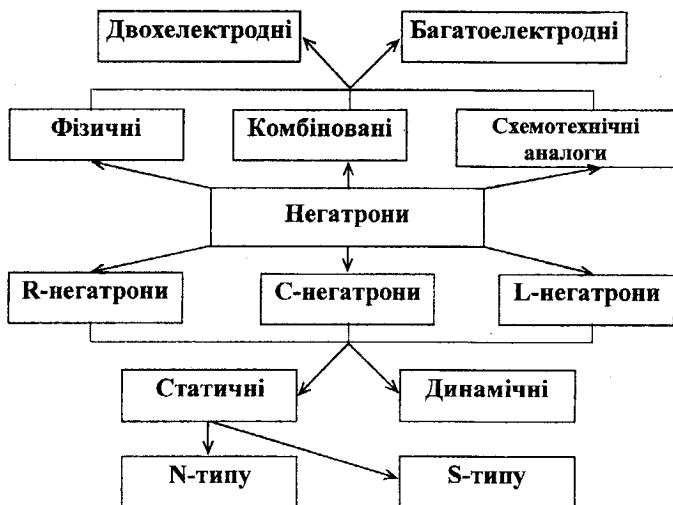 Двохелектродні
Багатоелектродні
Фізичні
Комбіновані
Схемотехнічні
аналоги
Негатрони
R-негатрони
С-негатрони
L-негатрони
Статичні
Динамічні
N-типу
S-типу